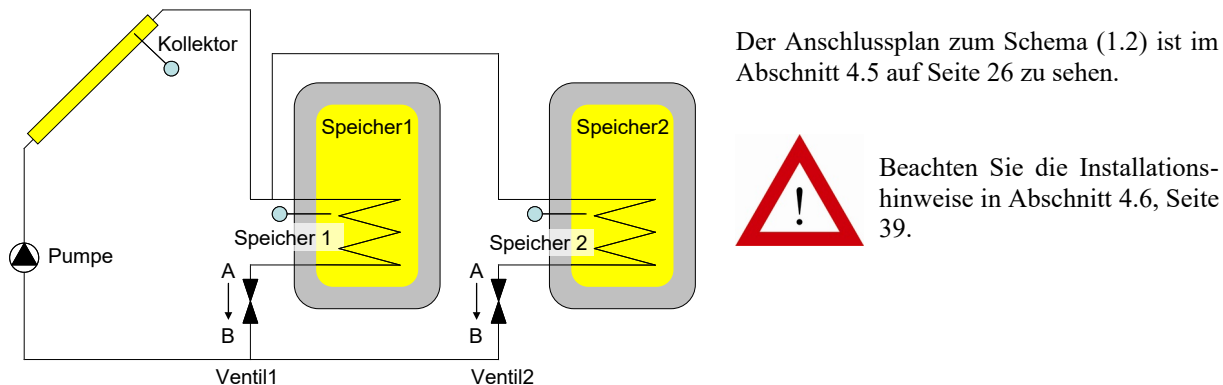 Kollektor
Speicher1
Speicher2
Speicher 1
Speicher 2
Pumpe
A
B
A
B
Ventil1
Ventil2
Der Anschlussplan zum Schema (1.2) ist im
Abschnitt 4.5 auf Seite 26 zu sehen.
!
Beachten Sie die Installations-
hinweise in Abschnitt 4.6, Seite
39.